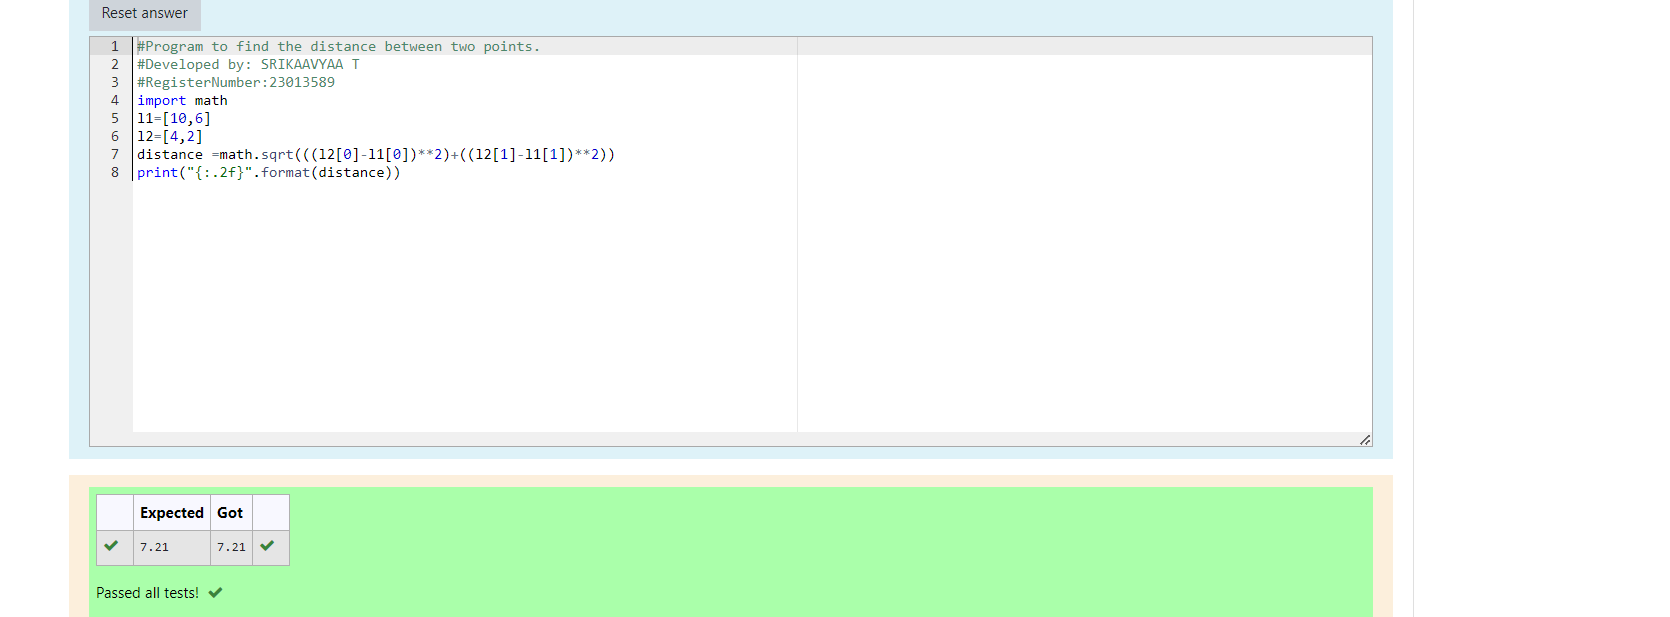 Reset answer
1 #Program to find the distance between two points.
2 #Developed by: SRIKAAVYAA T
3 #RegisterNumber:23013589
4 import math
5 l1=[10,6]
6 l2=[4,2]
7 distance =math.sqrt(((l2[0]-l1[0])**2)+((l2[1]-l1[1])**2))
8 print("{:.2f}".format(distance))
Expected Got
7.21 7.21
Passed all tests!